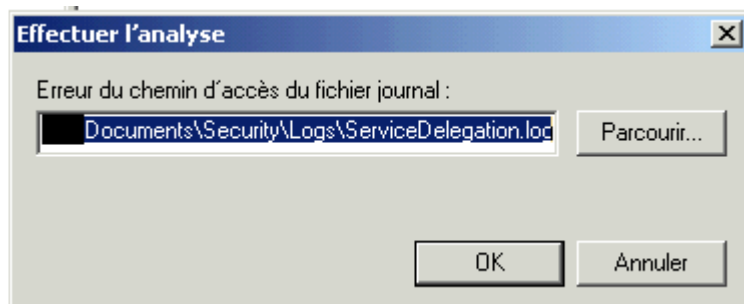 Effectuer l'analyse
Erreur du chemin d'accès du fichier journal :
Documents\Security\Logs\ServiceDelegation.log
Parcourir...
OK
Annuler